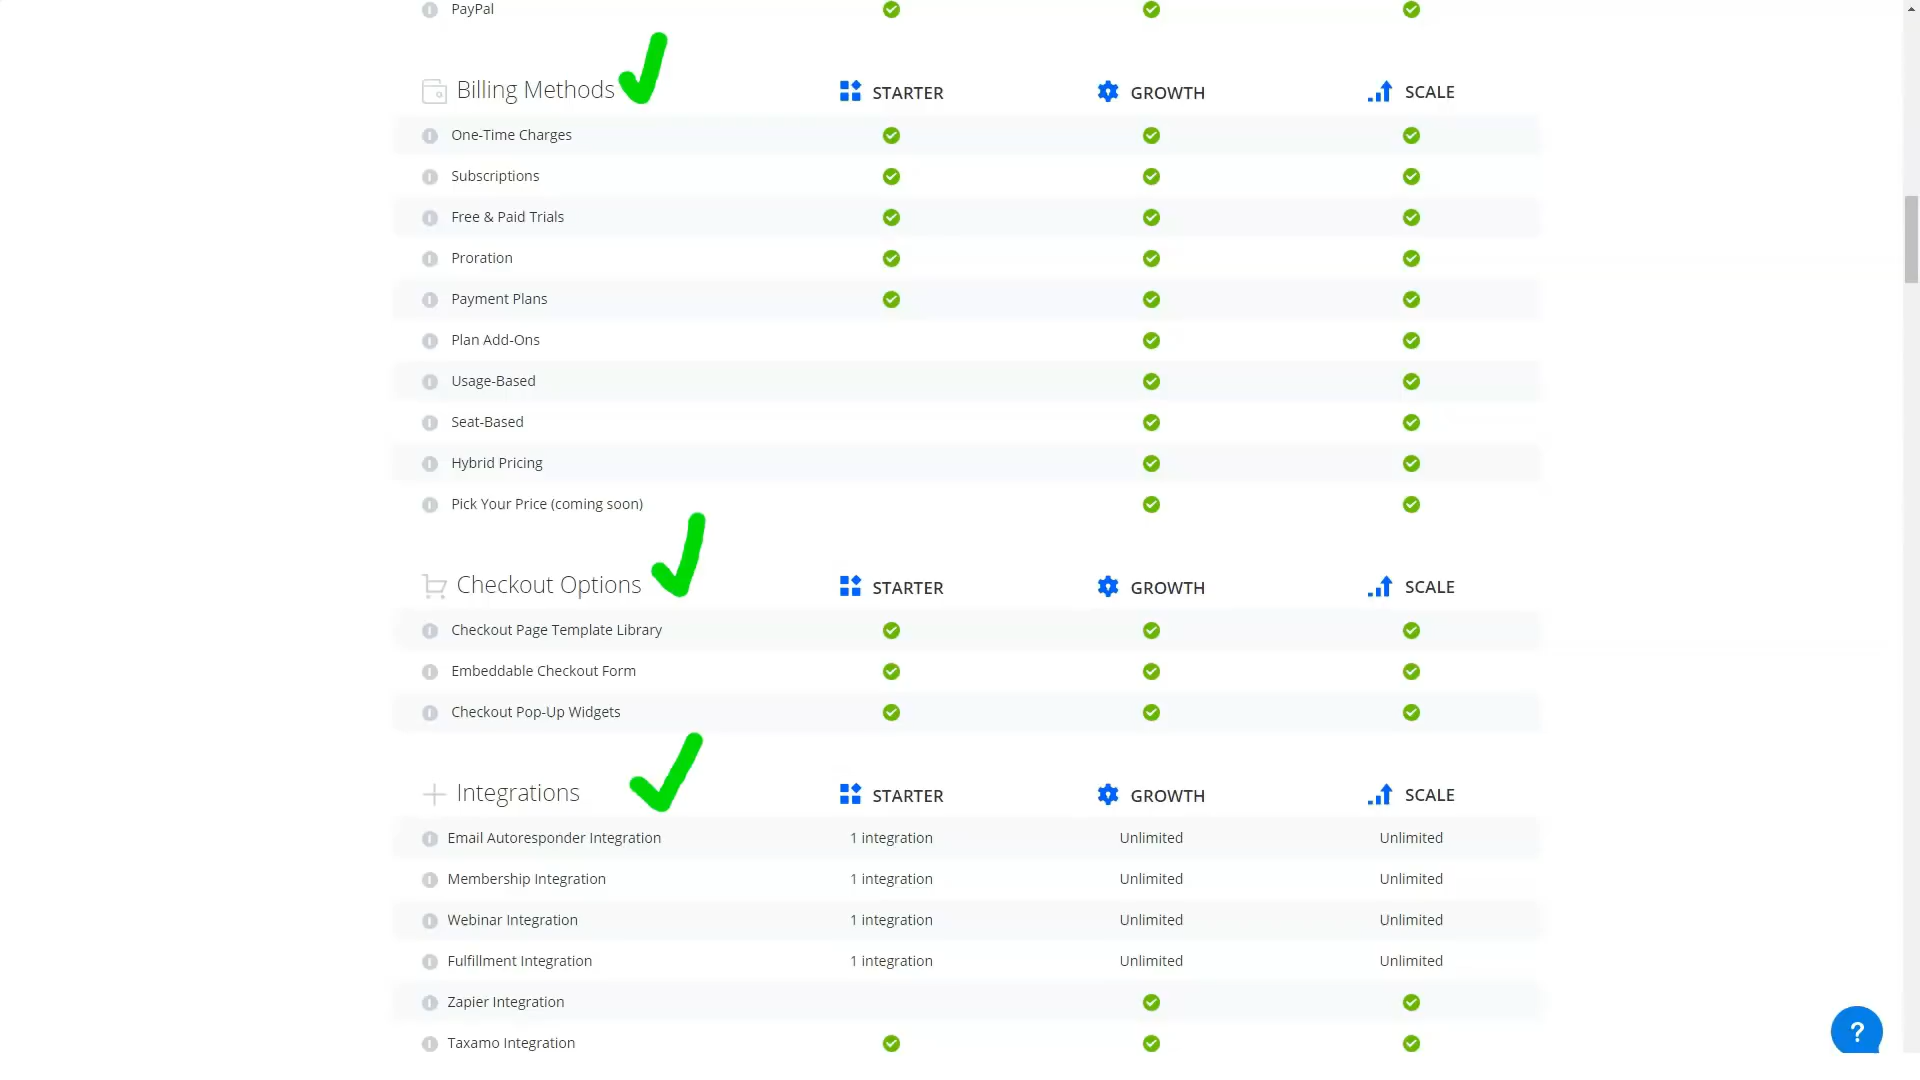 PayPal
Billing Methods STARTER GROWTH SCALE
One-Time Charges
Subscriptions
Free & Paid Trials
Proration
Payment Plans
Plan Add-Ons
Usage-Based
Seat-Based
Hybrid Pricing
Pick Your Price (coming soon)
Checkout Options STARTER GROWTH SCALE
Checkout Page Template Library
Embeddable Checkout Form
Checkout Pop-Up Widgets
Integrations STARTER GROWTH SCALE
Email Autoresponder Integration 1 integration Unlimited Unlimited
Membership Integration 1 integration Unlimited Unlimited
Webinar Integration 1 integration Unlimited Unlimited
Fulfillment Integration 1 integration Unlimited Unlimited
Zapier Integration
Taxamo Integration
?